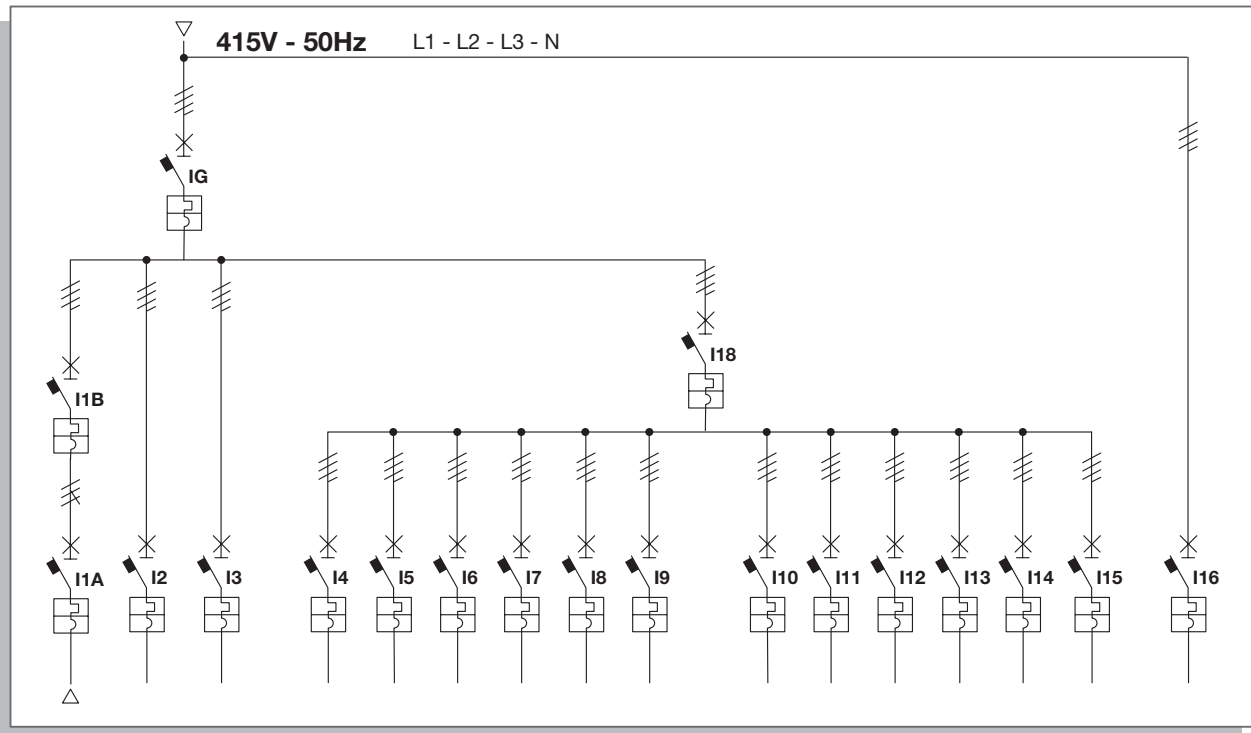 415V - 50Hz L1 - L2 - L3 - N
IG
I18
I1B
I1A I2 I3 I4 I5 I6 I7 I8 I9 I10 I11 I12 I13 I14 I15 I16